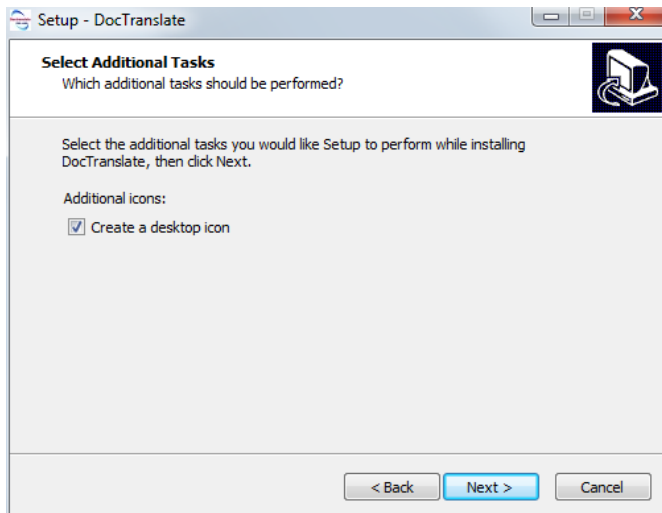 Setup - DocTranslate
Select Additional Tasks
Which additional tasks should be performed?
Select the additional tasks you would like Setup to perform while installing
DocTranslate, then click Next.
Additional icons:
Create a desktop icon
< Back
Next >
Cancel